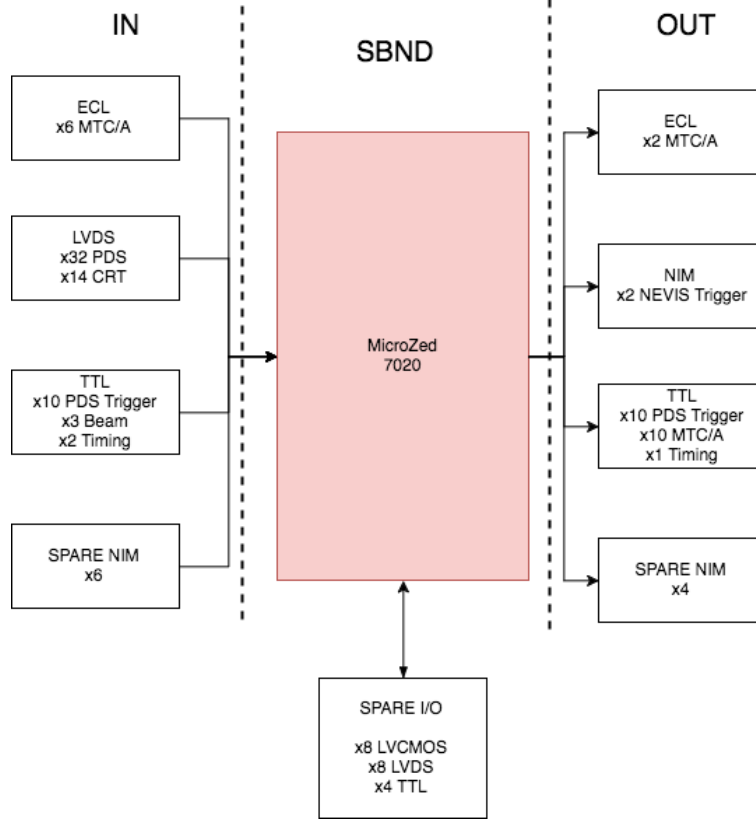 IN
SBND
OUT
ECL
x6 MTC/A
LVDS
x32 PDS
x14 CRT
TTL
x10 PDS Trigger
x3 Beam
x2 Timing
SPARE NIM
x6
MicroZed
7020
ECL
x2 MTC/A
NIM
x2 NEVIS Trigger
TTL
x10 PDS Trigger
x10 MTC/A
x1 Timing
SPARE NIM
x4
SPARE I/O
x8 LVCMOS
x8 LVDS
x4 TTL